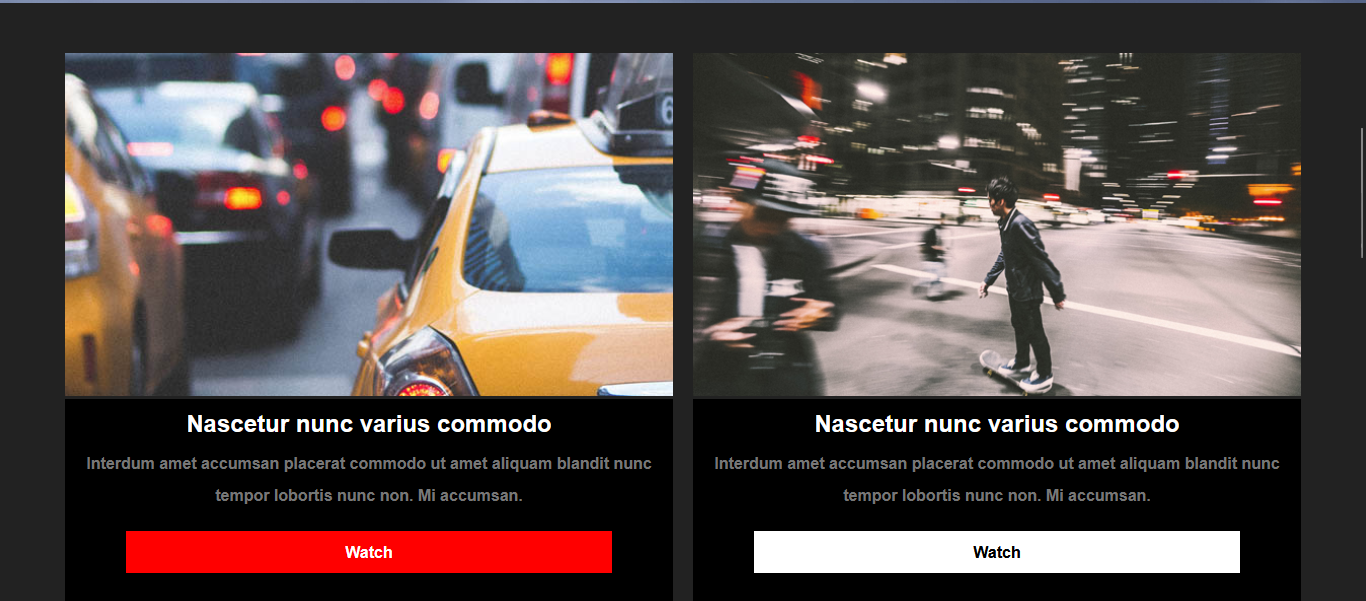 6
Nascetur nunc varius commodo
Interdum amet accumsan placerat commodo ut amet aliquam blandit nunc
tempor lobortis nunc non. Mi accumsan.
Watch
Nascetur nunc varius commodo
Interdum amet accumsan placerat commodo ut amet aliquam blandit nunc
tempor lobortis nunc non. Mi accumsan.
Watch